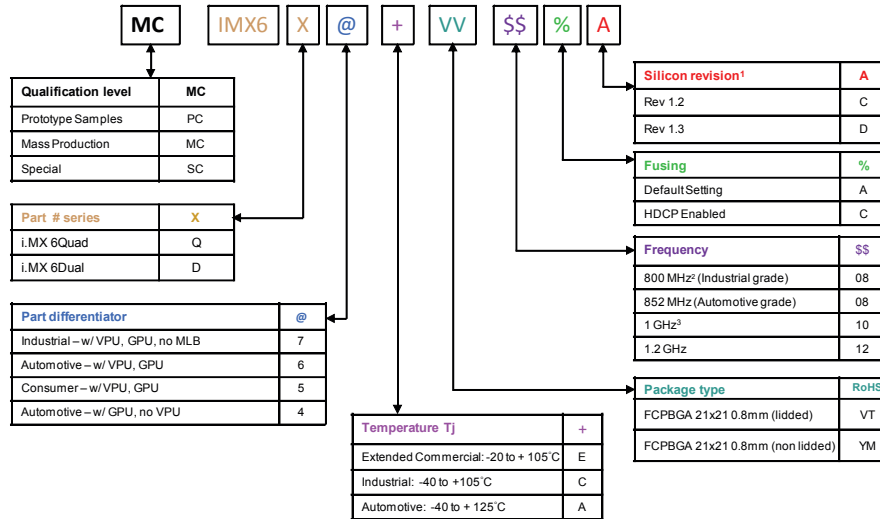 MC IMX6 X @ + VV $$ % A
Qualification level MC
Prototype Samples PC
Mass Production MC
Special SC
Part # series X
i.MX 6Quad Q
i.MX 6Dual D
Part differentiator @
Industrial – w/ VPU, GPU, no MLB 7
Automotive – w/ VPU, GPU 6
Consumer – w/ VPU, GPU 5
Automotive – w/ GPU, no VPU 4
Temperature Tj +
Extended Commercial: -20 to + 105°C E
Industrial: -40 to +105°C C
Automotive: -40 to + 125°C A
Silicon revision¹ A
Rev 1.2 C
Rev 1.3 D
Fusing %
Default Setting A
HDCP Enabled C
Frequency $$
800 MHz² (Industrial grade) 08
852 MHz (Automotive grade) 08
1 GHz³ 10
1.2 GHz 12
Package type RoHS
FCPBGA 21x21 0.8mm (lidded) VT
FCPBGA 21x21 0.8mm (non lidded) YM